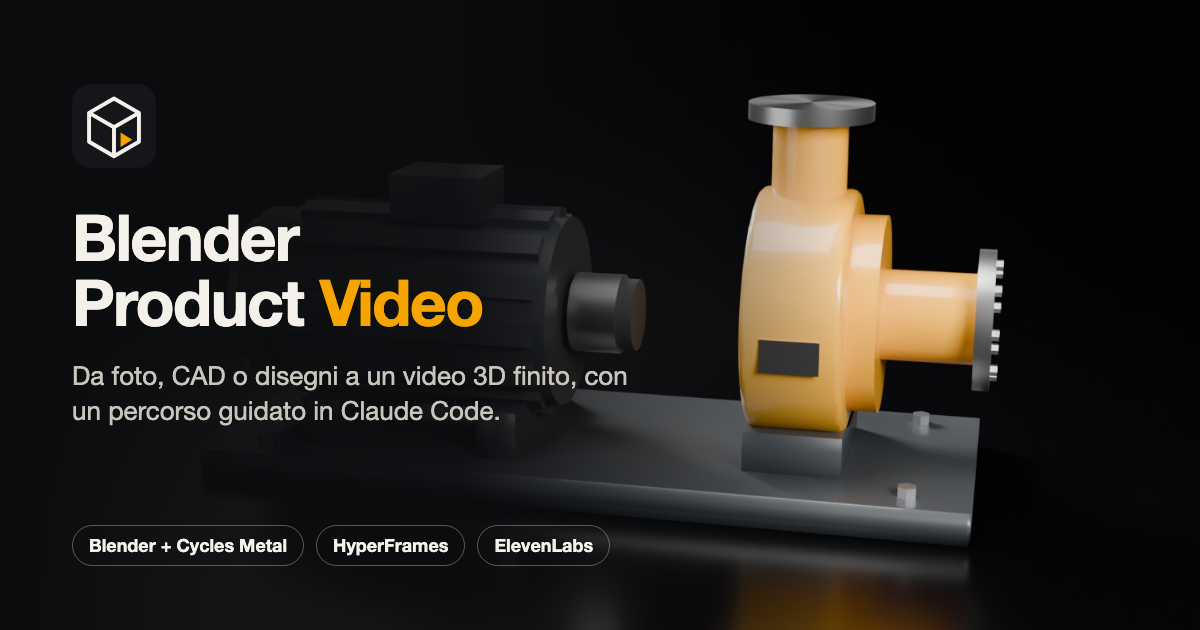 Blender
Product Video
Da foto, CAD o disegni a un video 3D finito, con
un percorso guidato in Claude Code.
Blender + Cycles Metal
HyperFrames
ElevenLabs